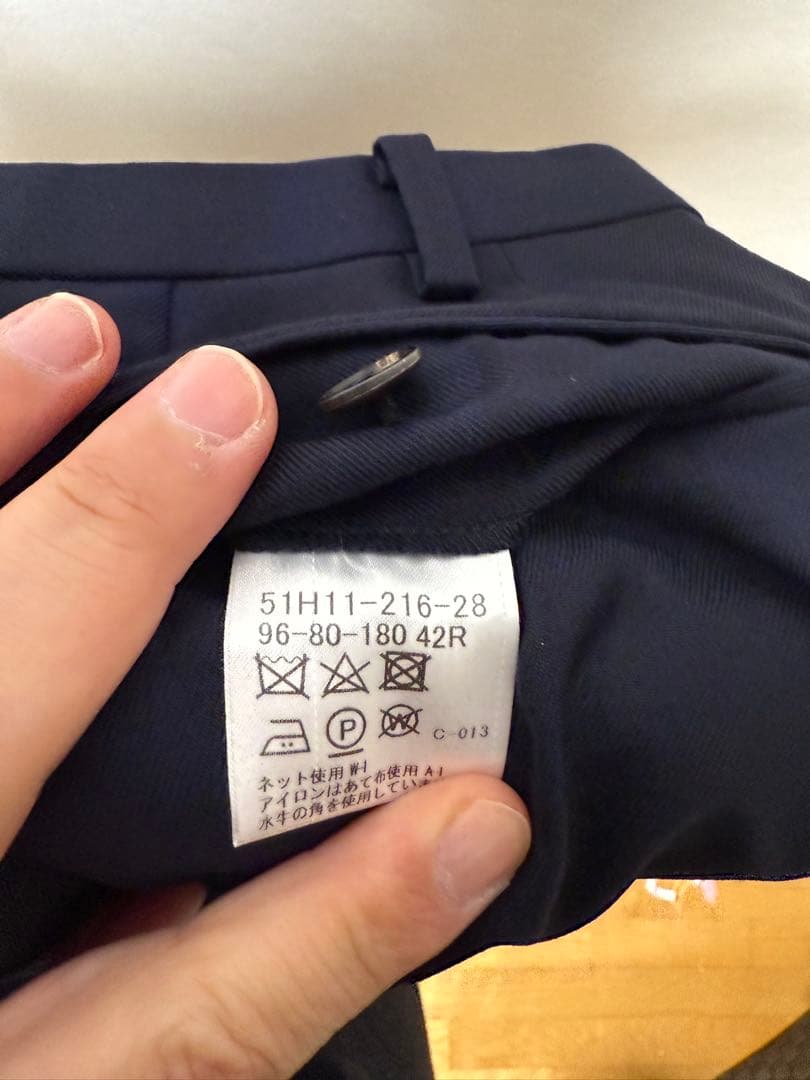 51H11-216-28
96-80-180 42R
P
W
C-013
ネット使用 W-I
アイロンはあて布使用 A I
水牛の角を使用してい